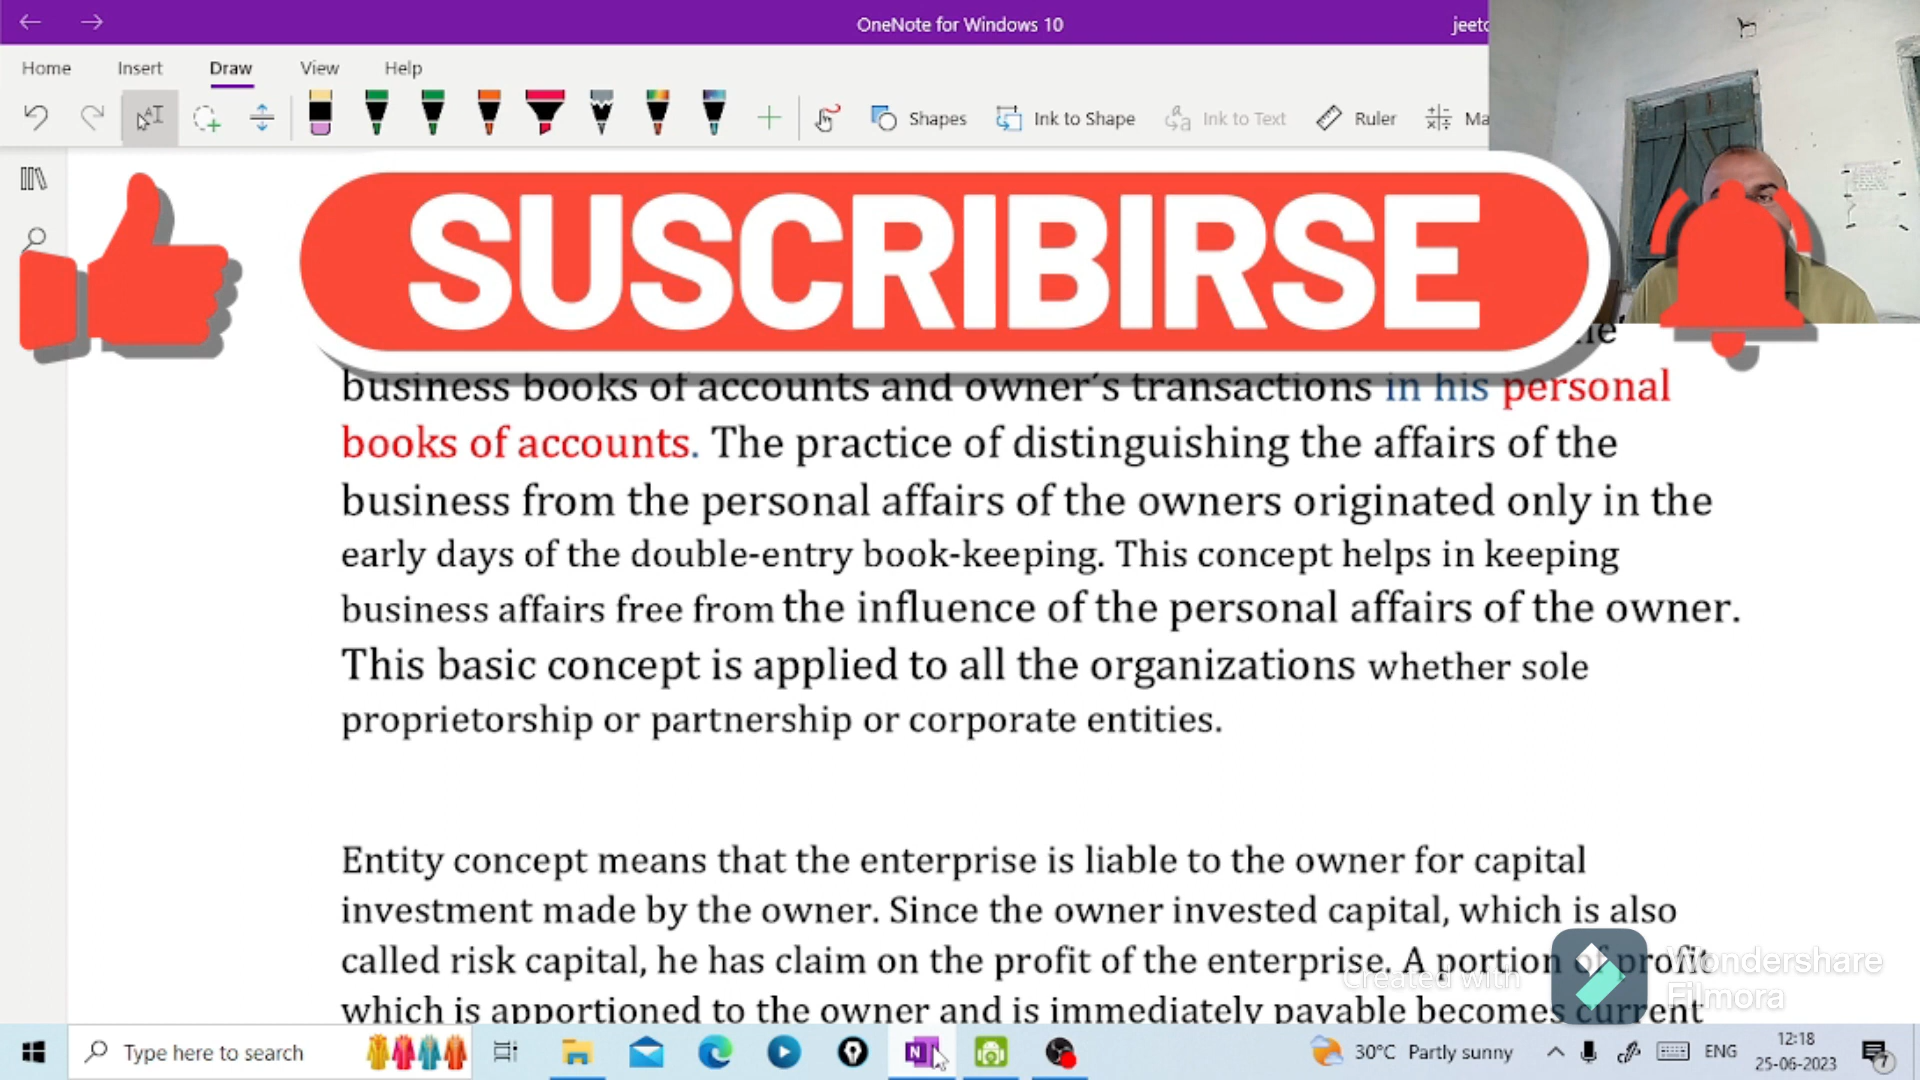 OneNote for Windows 10
Home Insert Draw View Help
Shapes Ink to Shape Ink to Text Ruler
SUSCRIBIRSE
business books of accounts and owner's transactions in his personal
books of accounts. The practice of distinguishing the affairs of the
business from the personal affairs of the owners originated only in the
early days of the double-entry book-keeping. This concept helps in keeping
business affairs free from the influence of the personal affairs of the owner.
This basic concept is applied to all the organizations whether sole
proprietorship or partnership or corporate entities.
Entity concept means that the enterprise is liable to the owner for capital
investment made by the owner. Since the owner invested capital, which is also
called risk capital, he has claim on the profit of the enterprise. A portion of profit
which is apportioned to the owner and is immediately payable becomes current
Created with
Wondershare
Filmora
Type here to search
30°C Partly sunny
ENG
12:18
25-06-2023
7